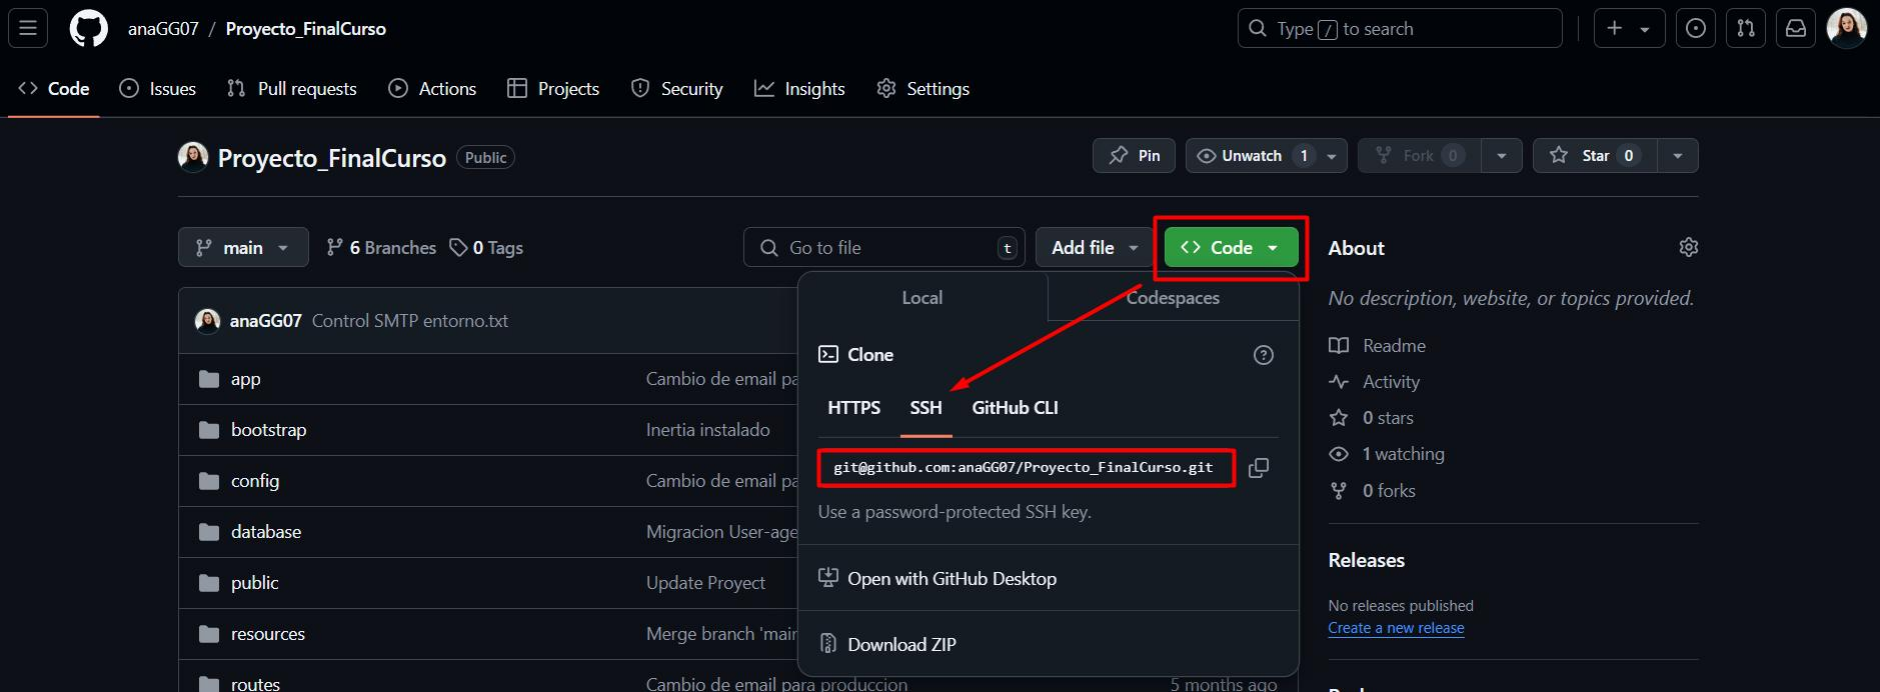 anaGG07 / Proyecto_FinalCurso
Type / to search
Code Issues Pull requests Actions Projects Security Insights Settings
Proyecto_FinalCurso Public
Pin Unwatch 1 Fork 0 Star 0
main 6 Branches 0 Tags
Go to file t Add file Code
anaGG07 Control SMTP entorno.txt
app Cambio de email pa
bootstrap Inertia instalado
config Cambio de email pa
database Migracion User-age
public Update Proyect
resources Merge branch 'main
routes Cambio de email para produccion 5 months ago
Local Codespaces
Clone
HTTPS SSH GitHub CLI
git@github.com:anaGG07/Proyecto_FinalCurso.git
Use a password-protected SSH key.
Open with GitHub Desktop
Download ZIP
About
No description, website, or topics provided.
Readme
Activity
0 stars
1 watching
0 forks
Releases
No releases published
Create a new release